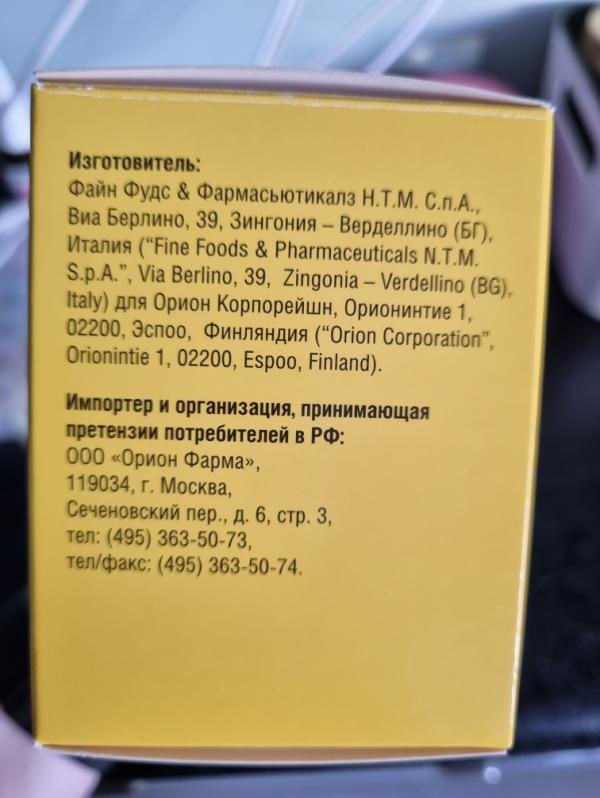 Изготовитель:
Файн Фудс & Фармасьютикалз Н.Т.М. С.п.А.,
Виа Берлино, 39, Зингония – Верделлино (БГ),
Италия (“Fine Foods & Pharmaceuticals N.T.M.
S.p.A.”, Via Berlino, 39, Zingonia – Verdellino (BG),
Italy) для Орион Корпорейшн, Орионинтие 1,
02200, Эспоо, Финляндия (“Orion Corporation”,
Orionintie 1, 02200, Espoo, Finland).
Импортер и организация, принимающая
претензии потребителей в РФ:
ООО «Орион Фарма»,
119034, г. Москва,
Сеченовский пер., д. 6, стр. 3,
тел: (495) 363-50-73,
тел/факс: (495) 363-50-74.